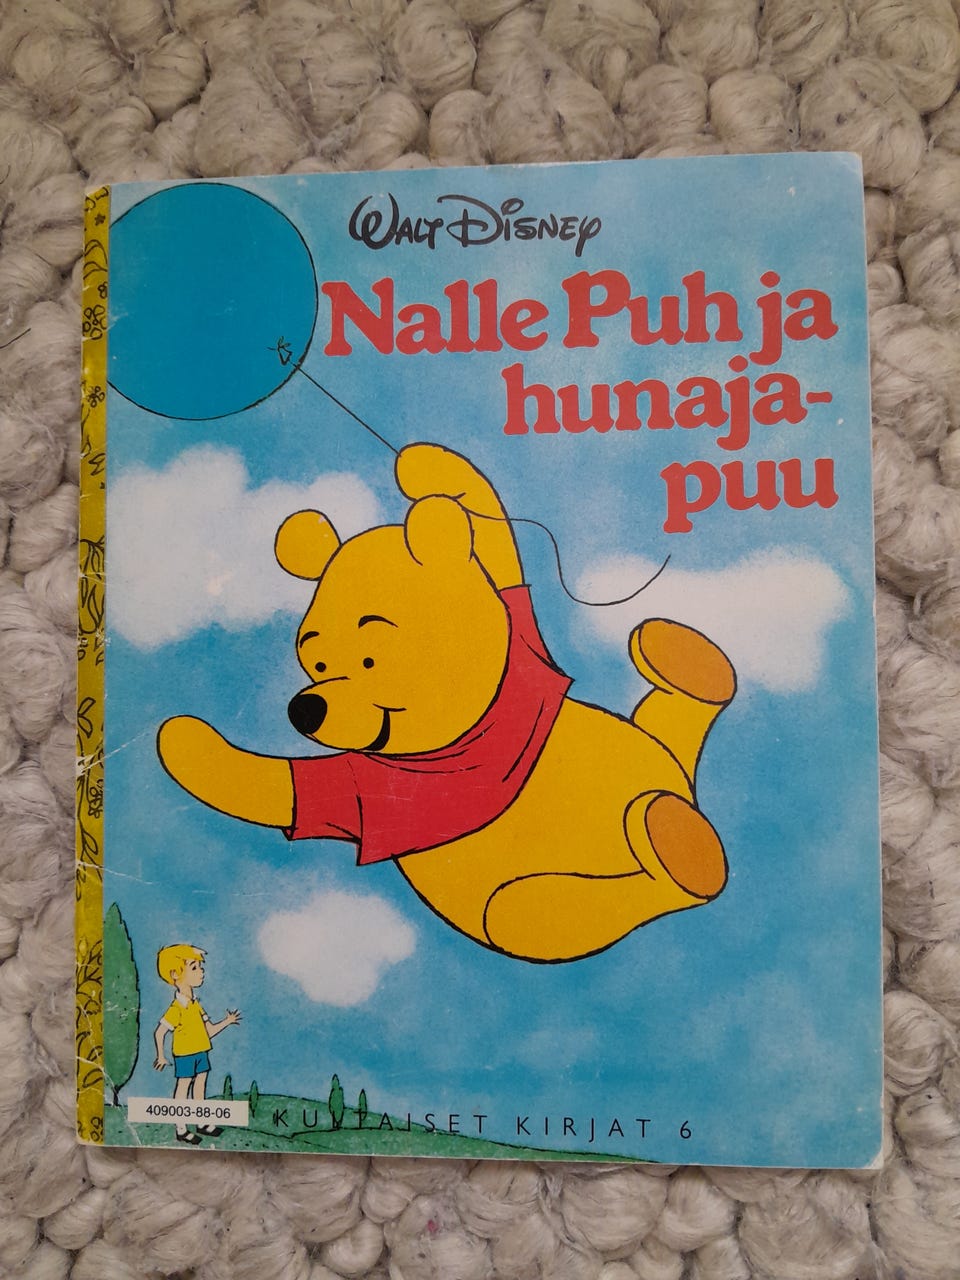 WALT DISNEY
Nalle Puh ja
hunaja-
puu
409003-88-06
KULTAISET KIRJAT 6